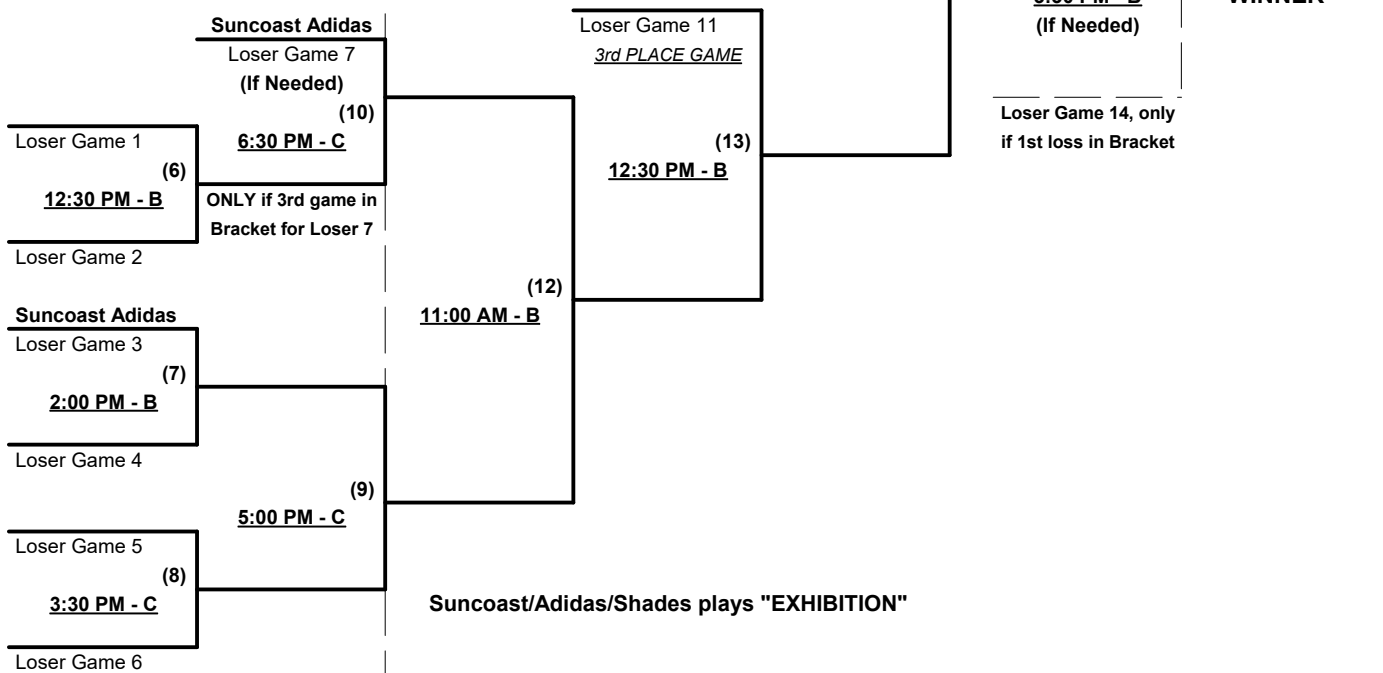 Suncoast Adidas
Loser Game 7
(If Needed)
(10)
6:30 PM - C
ONLY if 3rd game in
Bracket for Loser 7
Loser Game 1
(6)
12:30 PM - B
Loser Game 2
Suncoast Adidas
Loser Game 3
(7)
2:00 PM - B
Loser Game 4
(9)
5:00 PM - C
Loser Game 5
(8)
3:30 PM - C
Loser Game 6
(12)
11:00 AM - B
Loser Game 11
3rd PLACE GAME
(13)
12:30 PM - B
(If Needed)
Loser Game 14, only
if 1st loss in Bracket
WINNER
Suncoast/Adidas/Shades plays "EXHIBITION"